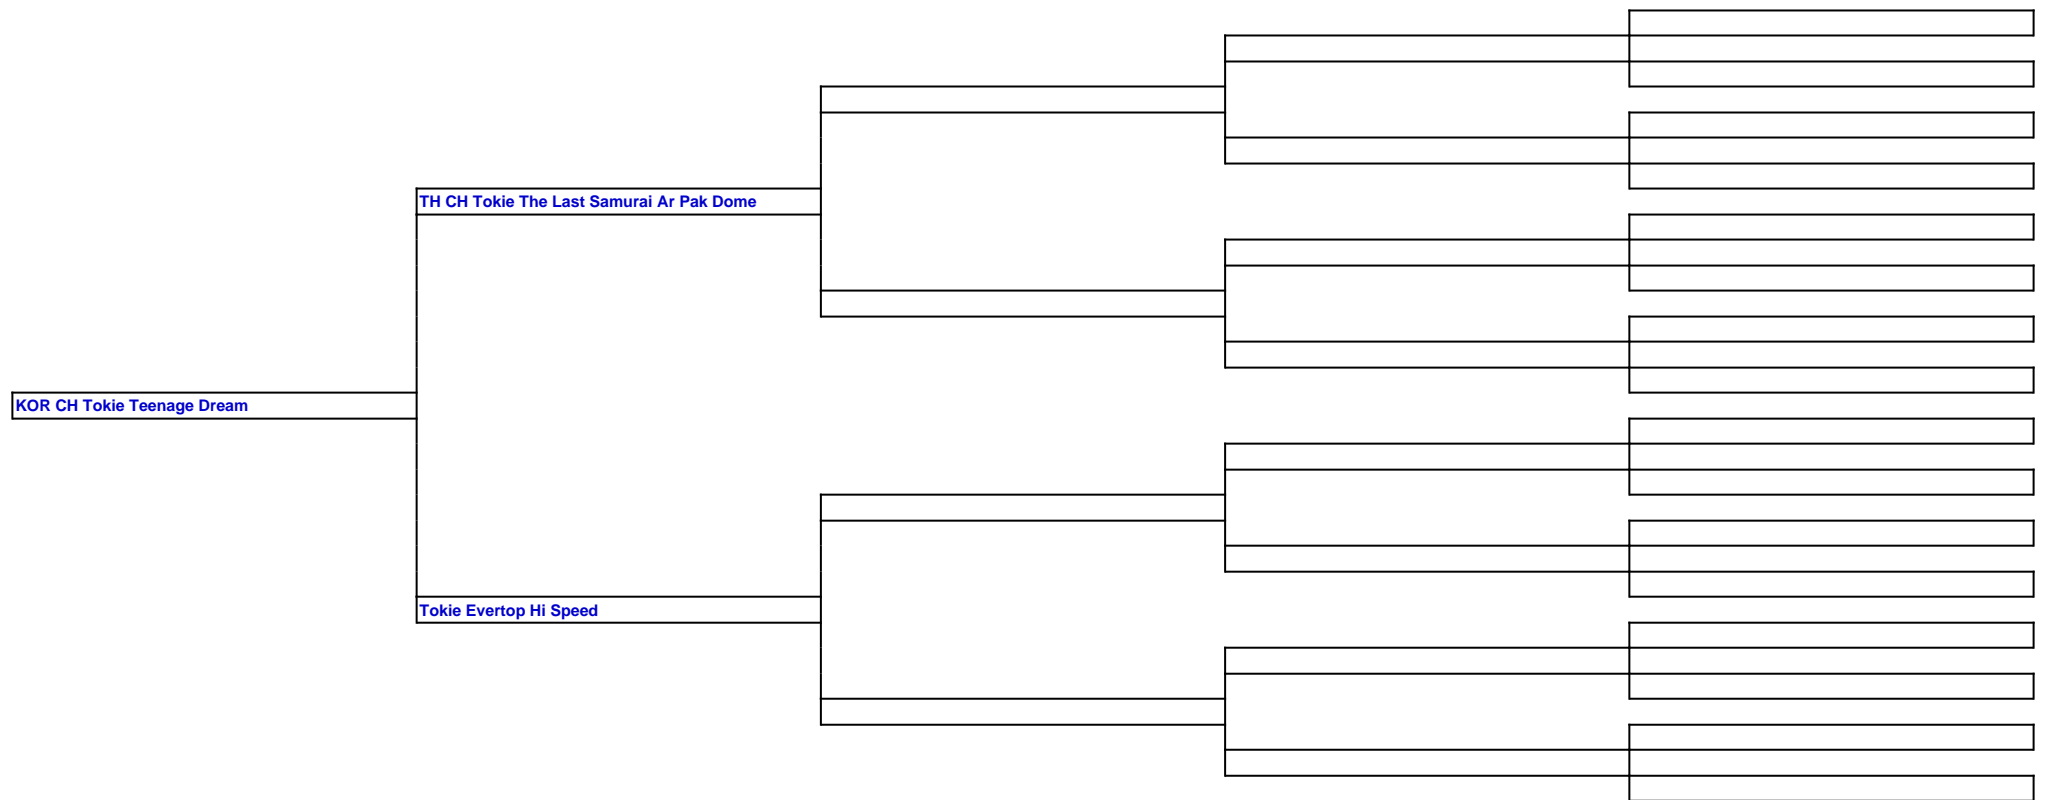 TH CH Tokie The Last Samurai Ar Pak Dome
KOR CH Tokie Teenage Dream
Tokie Evertop Hi Speed